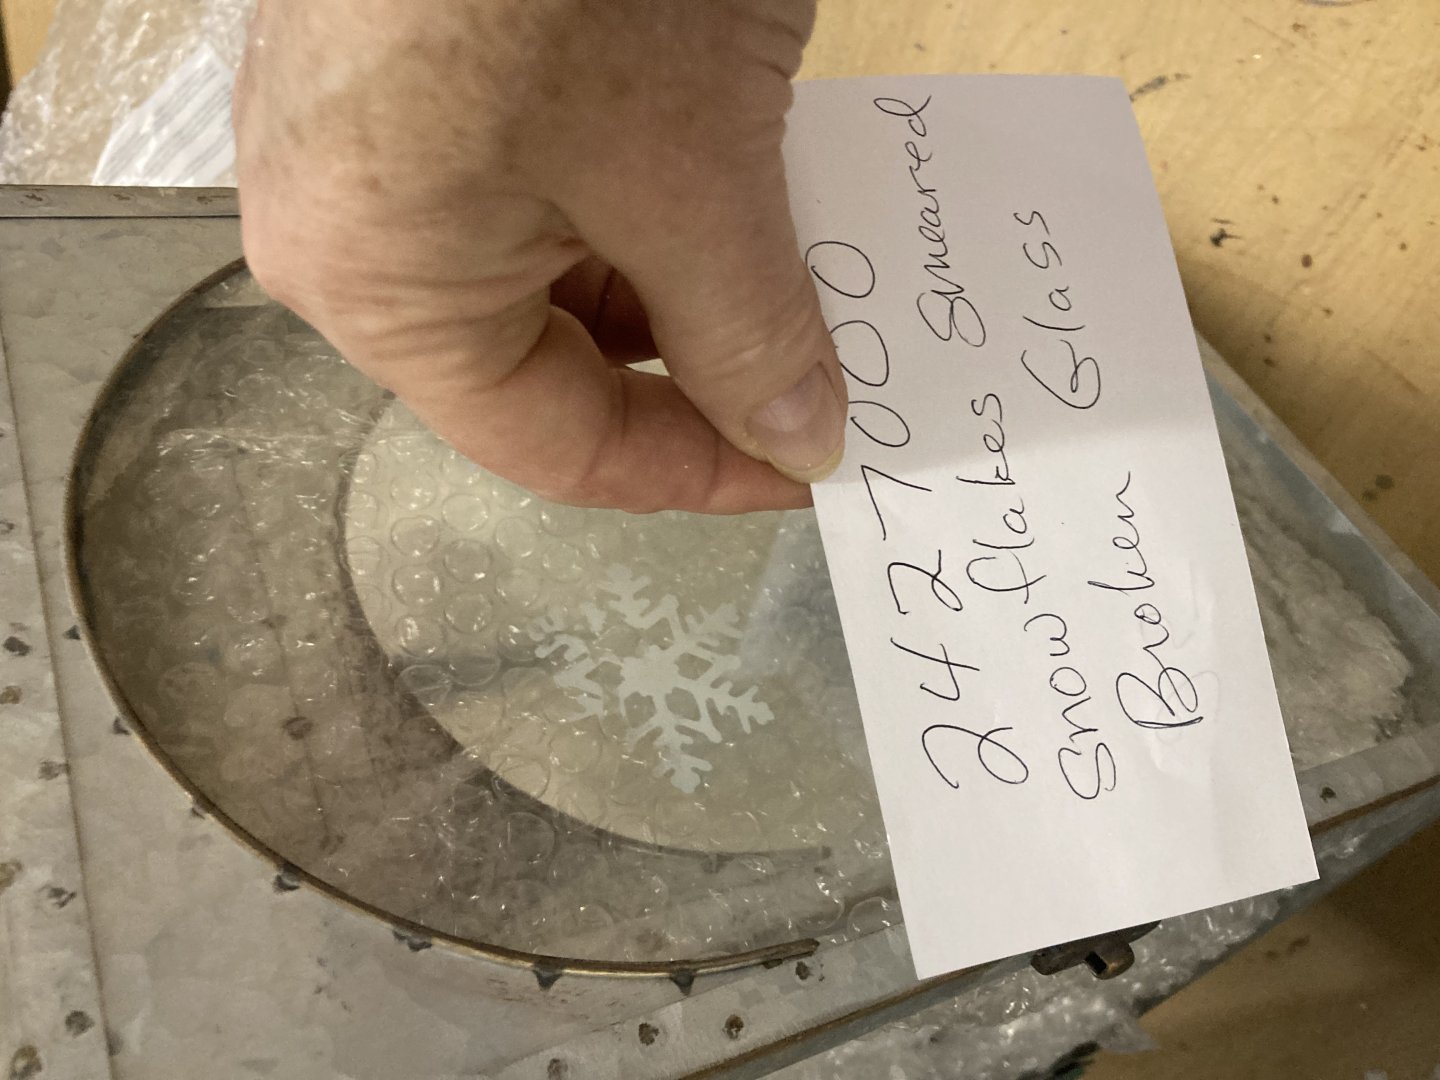 2427000
Snowflakes Smeared
Broken Glass